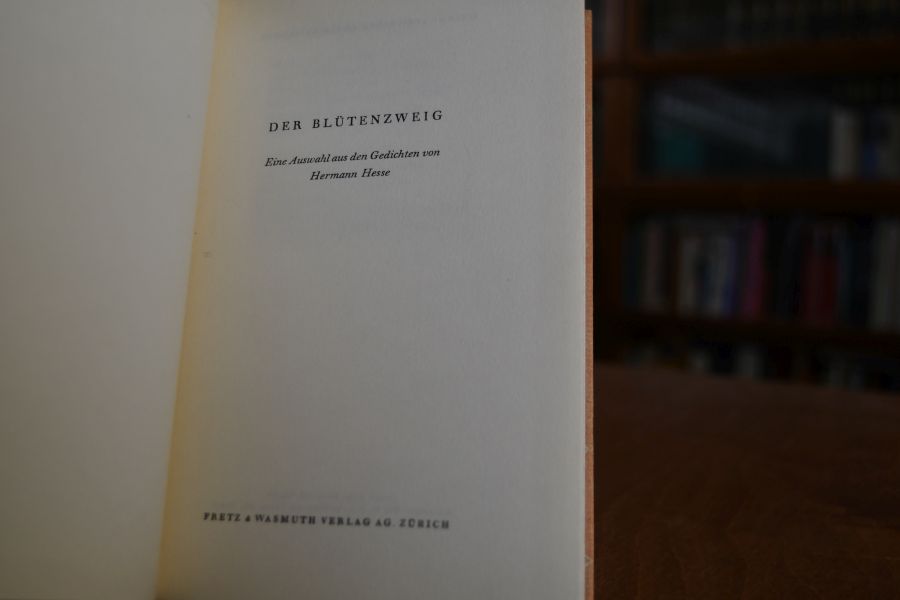 DER BLÜTENZWEIG
Eine Auswahl aus den Gedichten von
Hermann Hesse
FRETZ & WASMUTH VERLAG AG. ZÜRICH